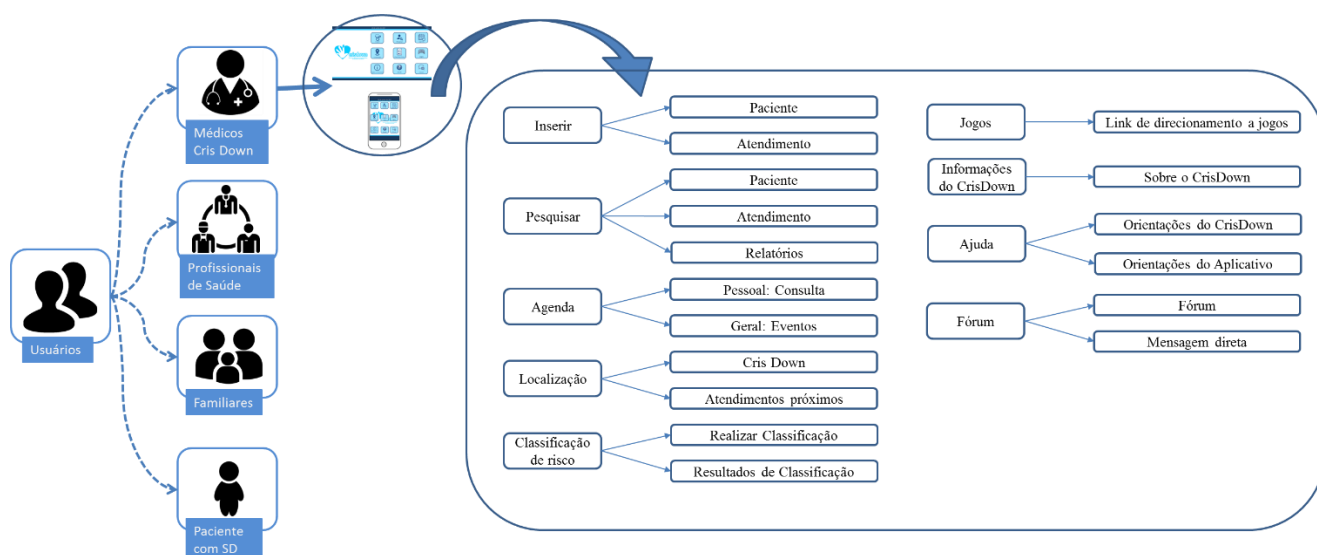 Médicos
Cris Down
Profissionais
de Saúde
Usuários
Familiares
Paciente
com SD
Inserir
Paciente
Atendimento
Pesquisar
Paciente
Atendimento
Relatórios
Agenda
Pessoal: Consulta
Geral: Eventos
Localização
Cris Down
Atendimentos próximos
Classificação
de risco
Realizar Classificação
Resultados de Classificação
Jogos
Link de direcionamento a jogos
Informações
do CrisDown
Sobre o CrisDown
Ajuda
Orientações do CrisDown
Orientações do Aplicativo
Fórum
Fórum
Mensagem direta